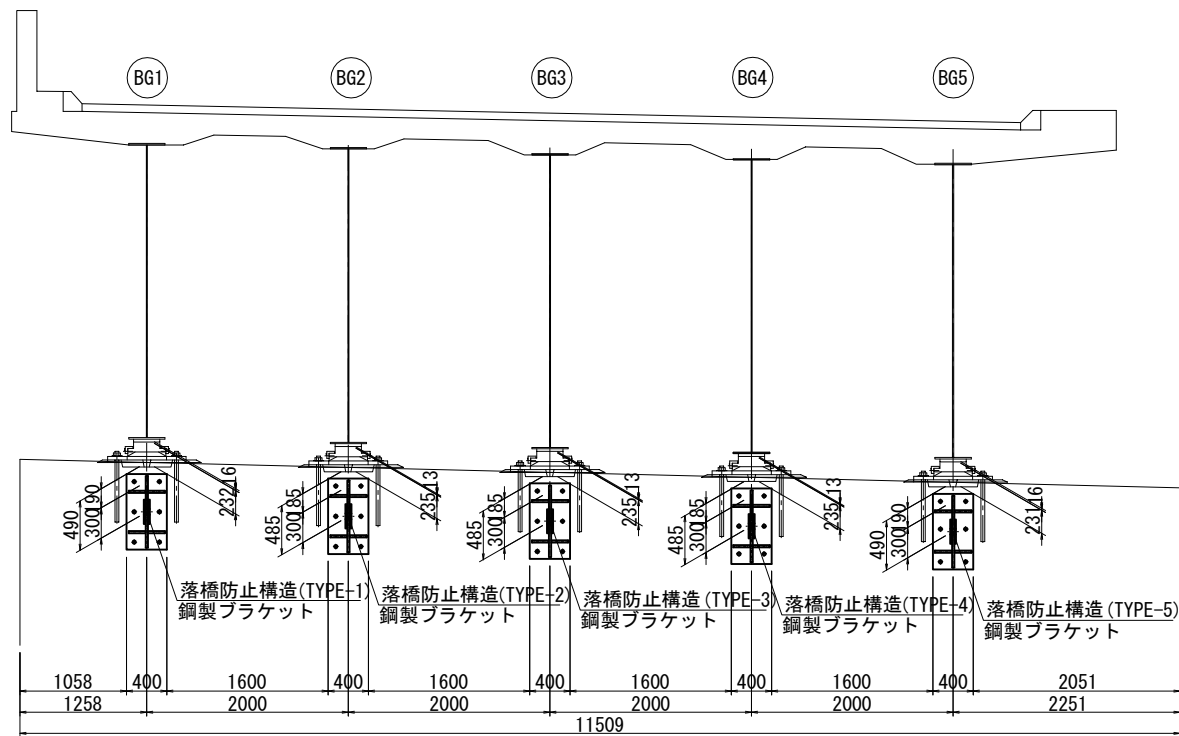 BG1 BG2 BG3 BG4 BG5
490 300 190 232 16
485 300 185 235 13
485 300 185 235 13
485 300 185 235 13
490 300 190 231 16
落橋防止構造(TYPE-1)
鋼製ブラケット
落橋防止構造(TYPE-2)
鋼製ブラケット
落橋防止構造(TYPE-3)
鋼製ブラケット
落橋防止構造(TYPE-4)
鋼製ブラケット
落橋防止構造(TYPE-5)
鋼製ブラケット
1058 400 1600 400 1600 400 1600 400 1600 400 2051
1258 2000 2000 2000 2000 2251
11509